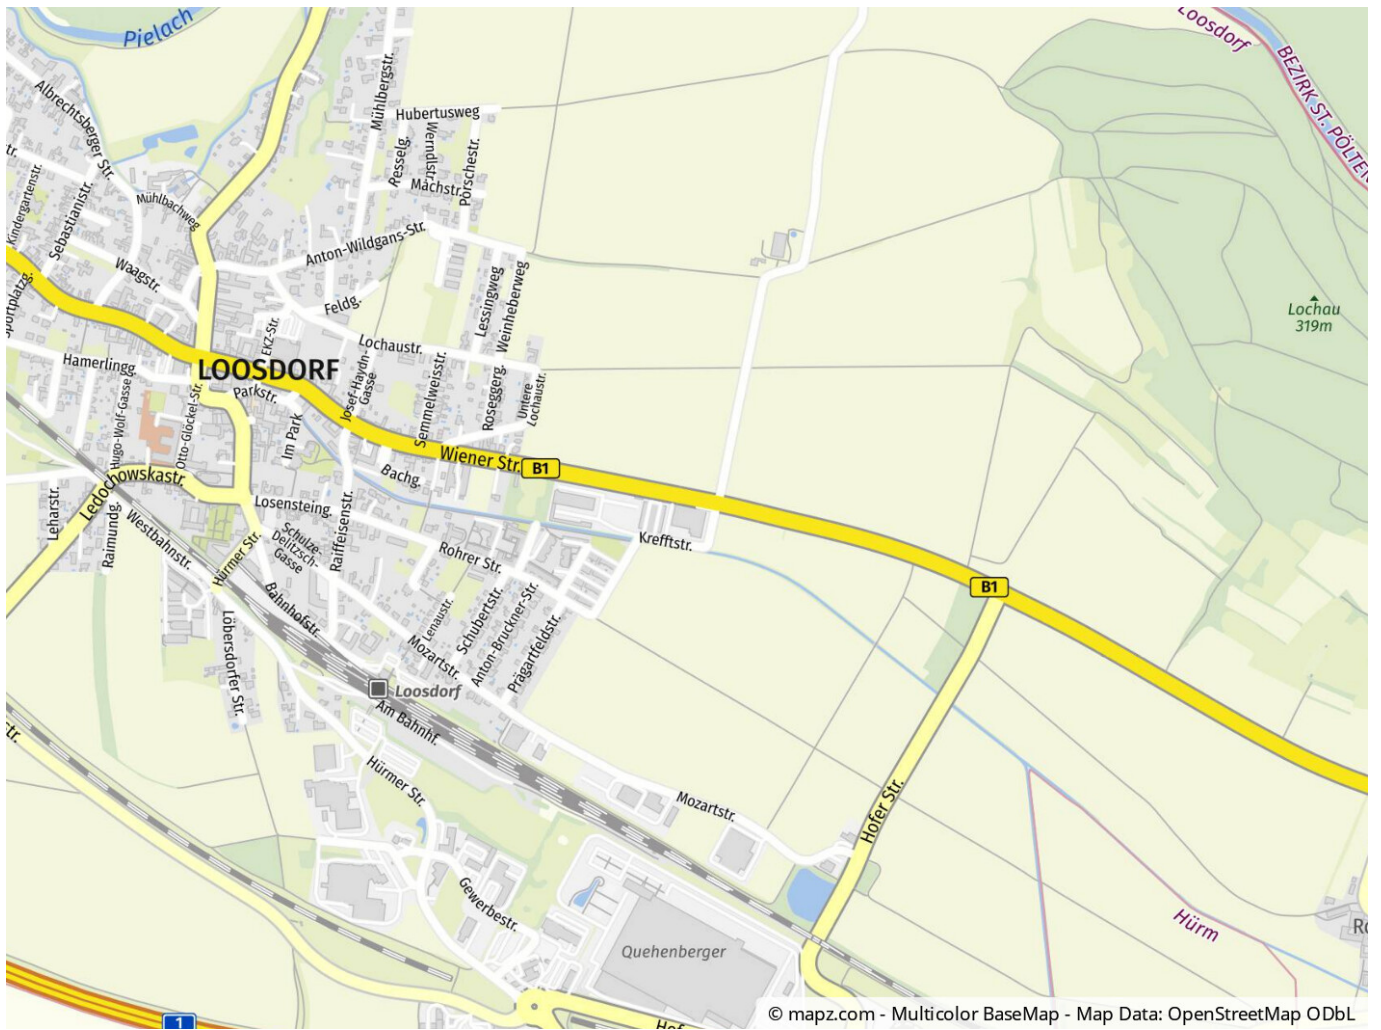 Pielach
Loosdorf
BEZIRK ST. PÖLTEN
Albrechtsberger Str.
Mühlbergstr.
Hubertusweg
Resselg.
Werndlstr.
Porschestr.
Machstr.
Kindergartenstr.
Sebastianistr.
Mühlbachweg
Anton-Wildgans-Str.
Waagstr.
Sportplatzg.
Feldg.
Lessingweg
Weinheberweg
Lochau
319m
EKZ-Str.
Lochaustr.
Hamerlingg.
LOOSDORF
Parkstr.
Josef-Haydn-
Gasse
Semmelweisstr.
Roseggerg.
Untere
Lochaustr.
Hugo-Wolf-Gasse
Otto-Glöckel-Str.
Im Park
Wiener Str.
B1
Bachg.
Ledochowskastr.
Losensteing.
Leharstr.
Raimundg.
Westbahnstr.
Hürmer Str.
Schulze-
Delitzsch-
Gasse
Raiffeisenstr.
Rohrer Str.
Krefftstr.
B1
Bahnhofstr.
Löbersdorfer Str.
Lenaustr.
Schubertstr.
Anton-Bruckner-Str.
Prägartfeldstr.
Mozartstr.
Loosdorf
Am Bahnhf.
Hürmer Str.
Mozartstr.
Hofer Str.
Gewerbestr.
Quehenberger
Hürm
1
© mapz.com - Multicolor BaseMap - Map Data: OpenStreetMap ODbL